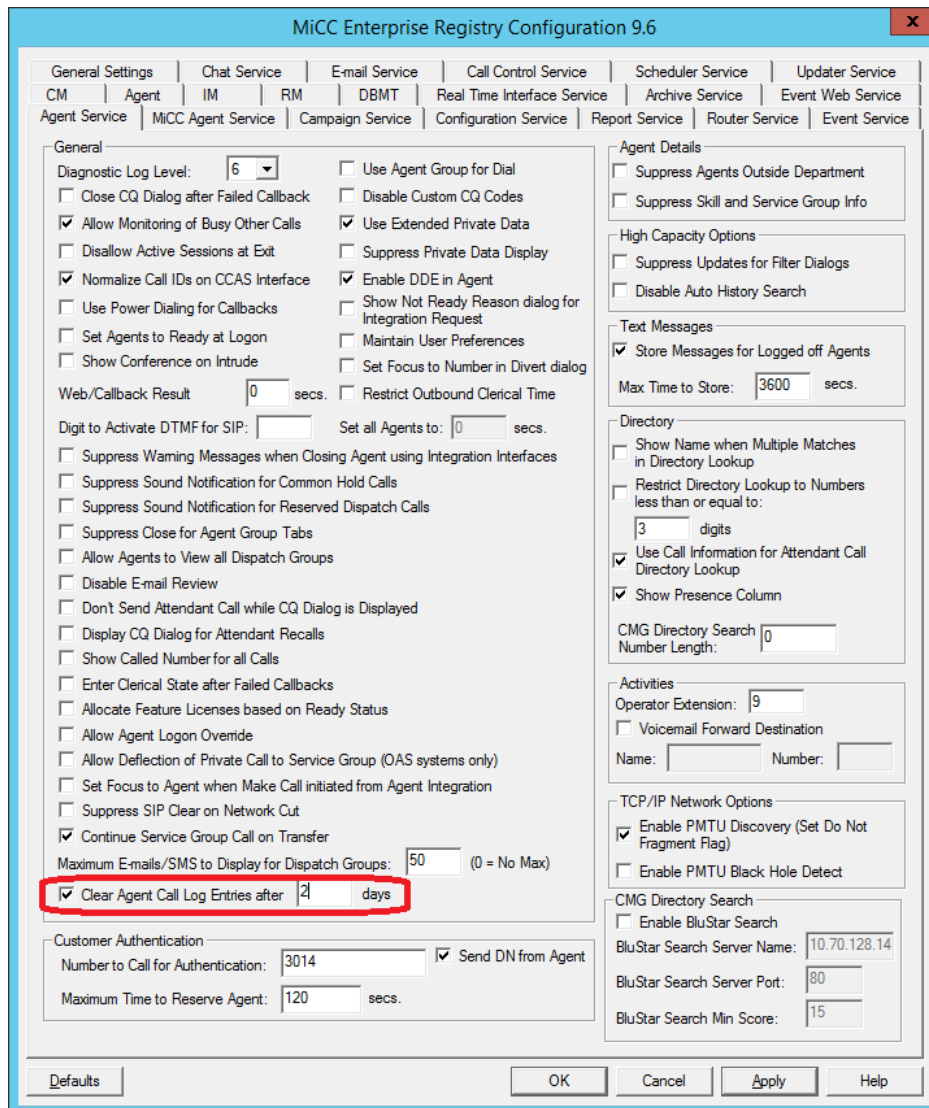 MiCC Enterprise Registry Configuration 9.6
x
General Settings
Chat Service
E-mail Service
Call Control Service
Scheduler Service
Updater Service
CM
Agent
IM
RM
DBMT
Real Time Interface Service
Archive Service
Event Web Service
Agent Service
MiCC Agent Service
Campaign Service
Configuration Service
Report Service
Router Service
Event Service
General
Diagnostic Log Level: 6
Close CQ Dialog after Failed Callback
Allow Monitoring of Busy Other Calls
Disallow Active Sessions at Exit
Normalize Call IDs on CCAS Interface
Use Power Dialing for Callbacks
Set Agents to Ready at Logon
Show Conference on Intrude
Web/Callback Result 0 secs.
Use Agent Group for Dial
Disable Custom CQ Codes
Use Extended Private Data
Suppress Private Data Display
Enable DDE in Agent
Show Not Ready Reason dialog for
Integration Request
Maintain User Preferences
Set Focus to Number in Divert dialog
Restrict Outbound Clerical Time
Digit to Activate DTMF for SIP:
Set all Agents to: 0 secs.
Suppress Warning Messages when Closing Agent using Integration Interfaces
Suppress Sound Notification for Common Hold Calls
Suppress Sound Notification for Reserved Dispatch Calls
Suppress Close for Agent Group Tabs
Allow Agents to View all Dispatch Groups
Disable E-mail Review
Don't Send Attendant Call while CQ Dialog is Displayed
Display CQ Dialog for Attendant Recalls
Show Called Number for all Calls
Enter Clerical State after Failed Callbacks
Allocate Feature Licenses based on Ready Status
Allow Agent Logon Override
Allow Deflection of Private Call to Service Group (OAS systems only)
Set Focus to Agent when Make Call initiated from Agent Integration
Suppress SIP Clear on Network Cut
Continue Service Group Call on Transfer
Maximum E-mails/SMS to Display for Dispatch Groups: 50 (0 = No Max)
Clear Agent Call Log Entries after 2 days
Customer Authentication
Number to Call for Authentication: 3014
Send DN from Agent
Maximum Time to Reserve Agent: 120 secs.
Agent Details
Suppress Agents Outside Department
Suppress Skill and Service Group Info
High Capacity Options
Suppress Updates for Filter Dialogs
Disable Auto History Search
Text Messages
Store Messages for Logged off Agents
Max Time to Store: 3600 secs.
Directory
Show Name when Multiple Matches
in Directory Lookup
Restrict Directory Lookup to Numbers
less than or equal to:
3 digits
Use Call Information for Attendant Call
Directory Lookup
Show Presence Column
CMG Directory Search
Number Length: 0
Activities
Operator Extension: 9
Voicemail Forward Destination
Name:
Number:
TCP/IP Network Options
Enable PMTU Discovery (Set Do Not
Fragment Flag)
Enable PMTU Black Hole Detect
CMG Directory Search
Enable BluStar Search
BluStar Search Server Name: 10.70.128.14
BluStar Search Server Port: 80
BluStar Search Min Score: 15
Defaults
OK
Cancel
Apply
Help